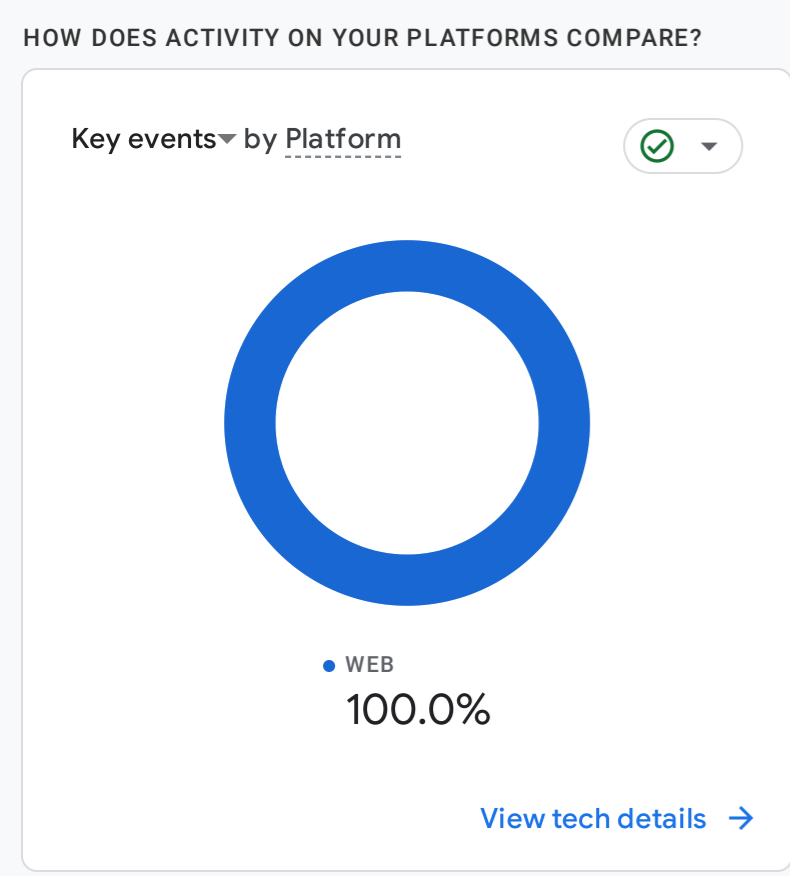 HOW DOES ACTIVITY ON YOUR PLATFORMS COMPARE?
Key events by Platform
WEB
100.0%
View tech details